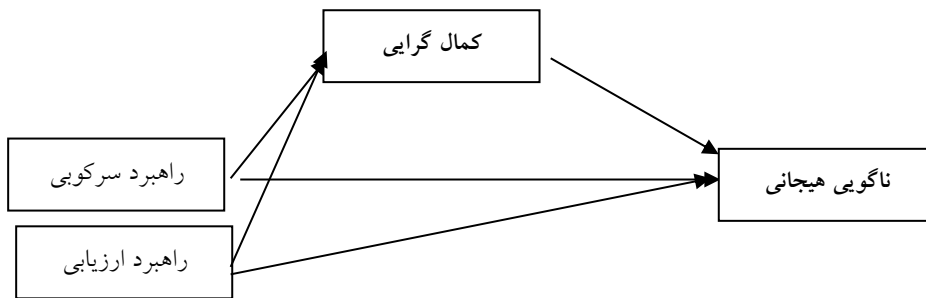 کمال گرایی
راهبرد سرکوبی
ناگویی هیجانی
راهبرد ارزیابی